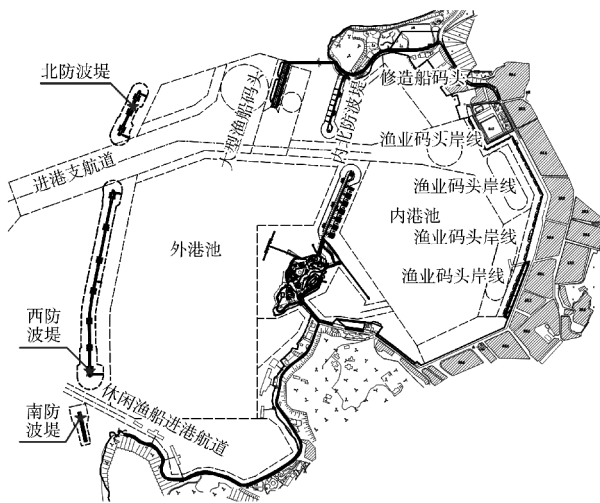 北防波堤
型渔船码头
内北防波堤
修造船码头
渔业码头岸线
进港支航道
渔业码头岸线
内港池
外港池
渔业码头岸线
渔业码头岸线
西防
波堤
休闲渔船进港航道
南防
波堤